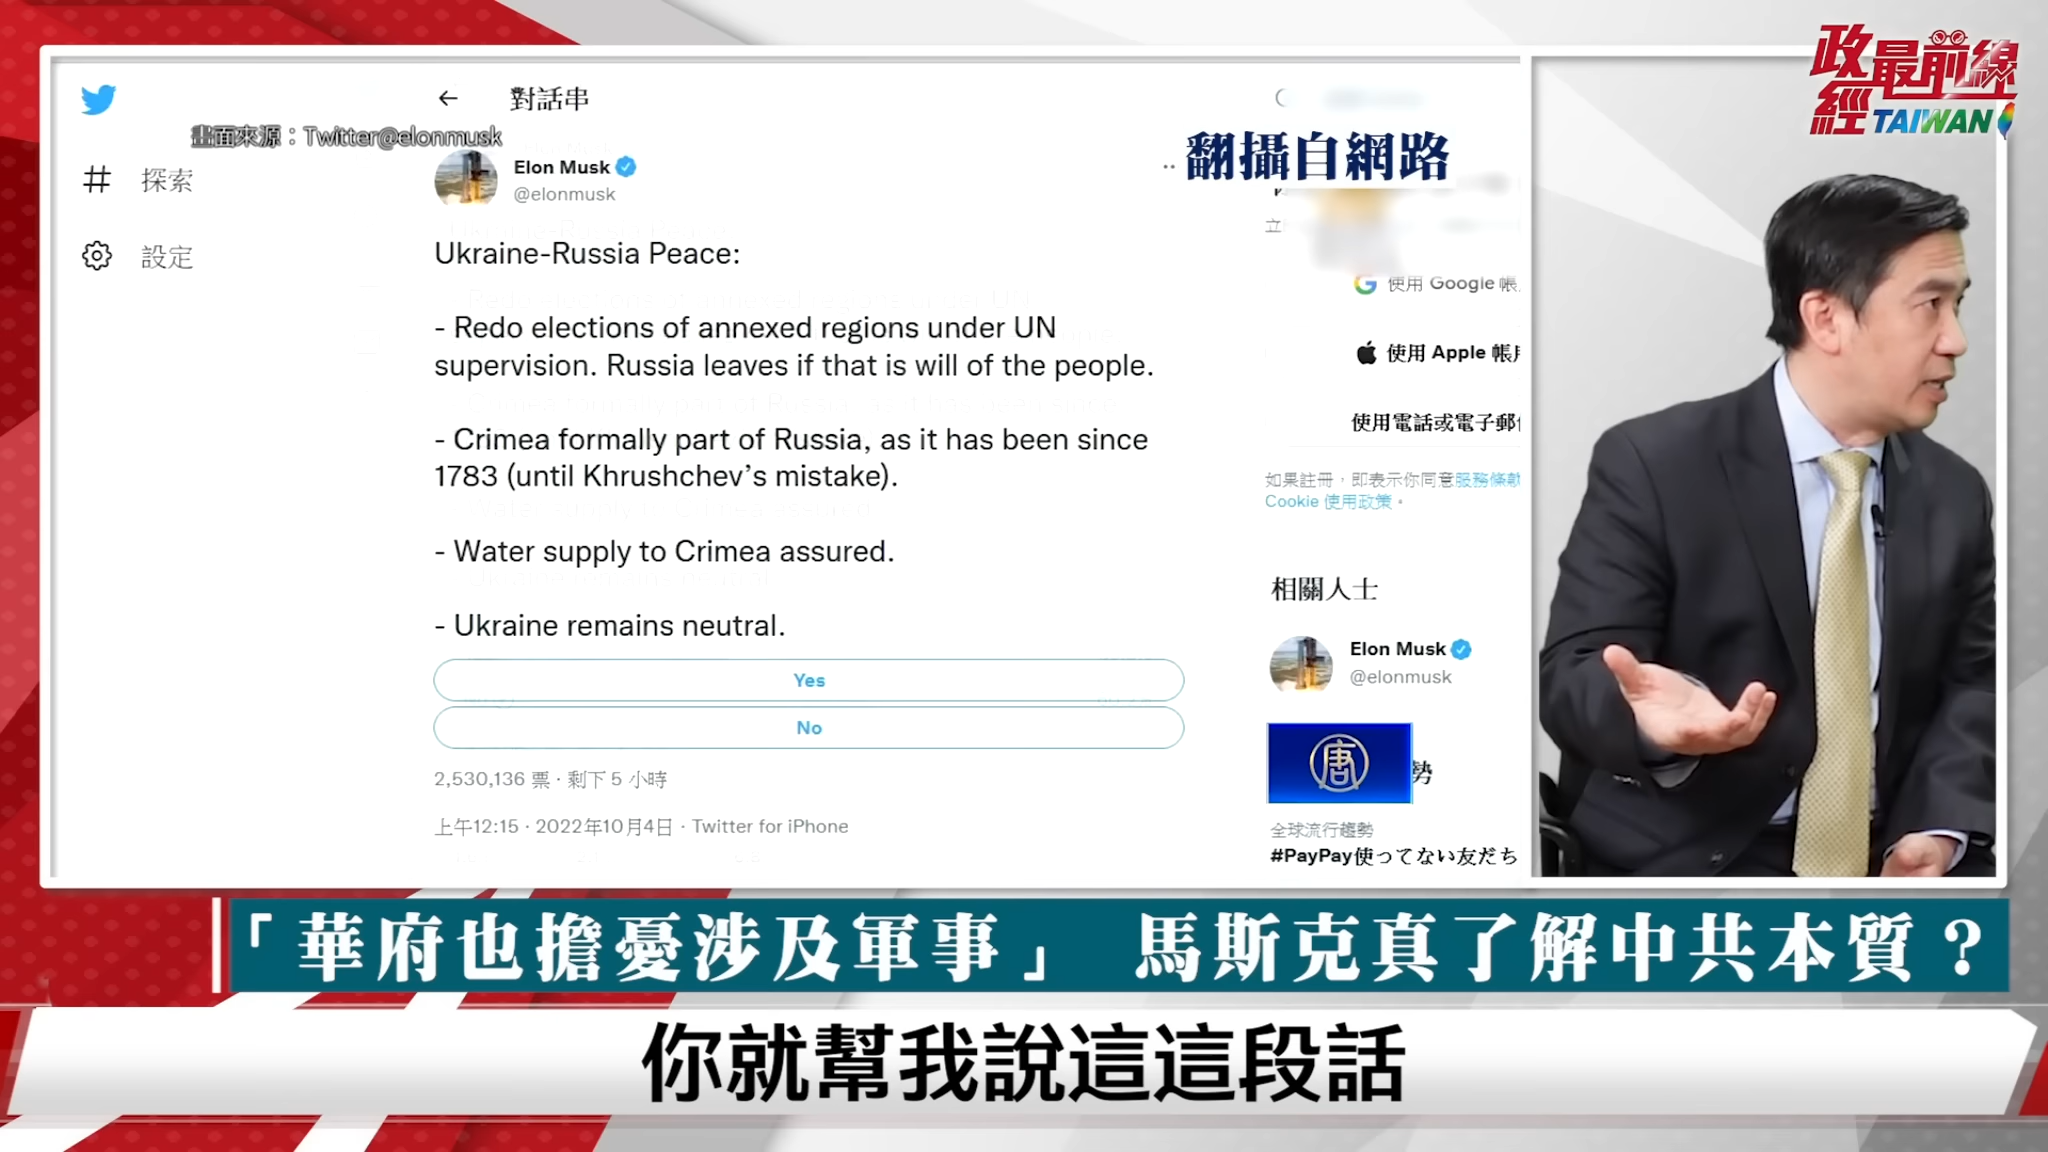 政經最前線
TAIWAN
對話串
畫面來源：Twitter@elonmusk
翻攝自網路
探索
設定
Elon Musk
@elonmusk
Ukraine-Russia Peace:
- Redo elections of annexed regions under UN
supervision. Russia leaves if that is will of the people.
- Crimea formally part of Russia, as it has been since
1783 (until Khrushchev's mistake).
- Water supply to Crimea assured.
- Ukraine remains neutral.
Yes
No
2,530,136 票 · 剩下 5 小時
上午12:15 · 2022年10月4日 · Twitter for iPhone
立
使用 Google 帳
使用 Apple 帳戶
使用電話或電子郵
如果註冊，即表示你同意服務條款
Cookie 使用政策。
相關人士
Elon Musk
@elonmusk
唐
勢
全球流行趨勢
#PayPay使ってない友だち
「華府也擔憂涉及軍事」 馬斯克真了解中共本質？
你就幫我說這這段話